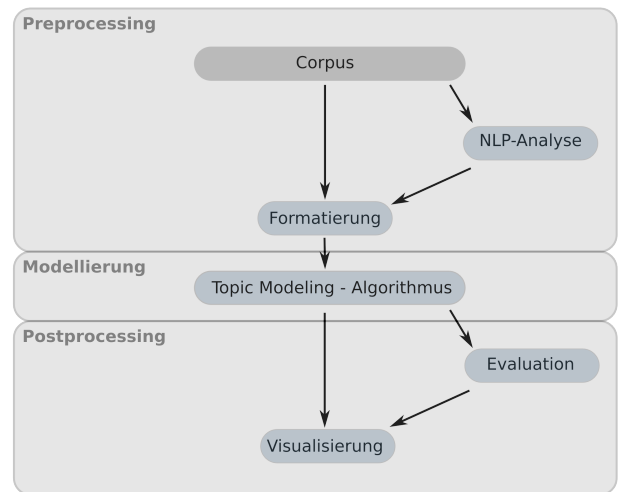 Preprocessing
Corpus
NLP-Analyse
Formatierung
Modellierung
Topic Modeling - Algorithmus
Postprocessing
Evaluation
Visualisierung